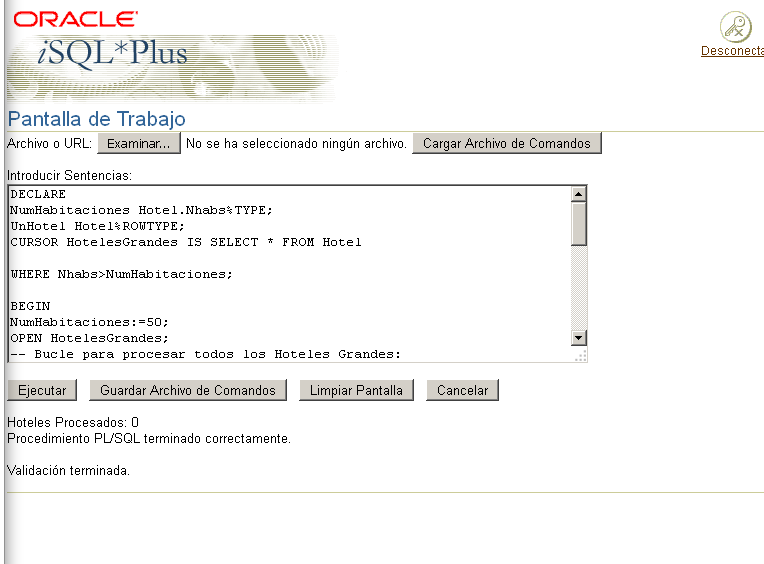 ORACLE
iSQL*Plus
Pantalla de Trabajo
Archivo o URL: Examinar... No se ha seleccionado ningún archivo. Cargar Archivo de Comandos
Introducir Sentencias:
DECLARE
NumHabitaciones Hotel.Nhabs%TYPE;
UnHotel Hotel%ROWTYPE;
CURSOR HotelesGrandes IS SELECT * FROM Hotel
WHERE Nhabs>NumHabitaciones;
BEGIN
NumHabitaciones:=50;
OPEN HotelesGrandes;
-- Bucle para procesar todos los Hoteles Grandes:
Ejecutar Guardar Archivo de Comandos Limpiar Pantalla Cancelar
Hoteles Procesados: 0
Procedimiento PL/SQL terminado correctamente.
Validación terminada.
Desconecta